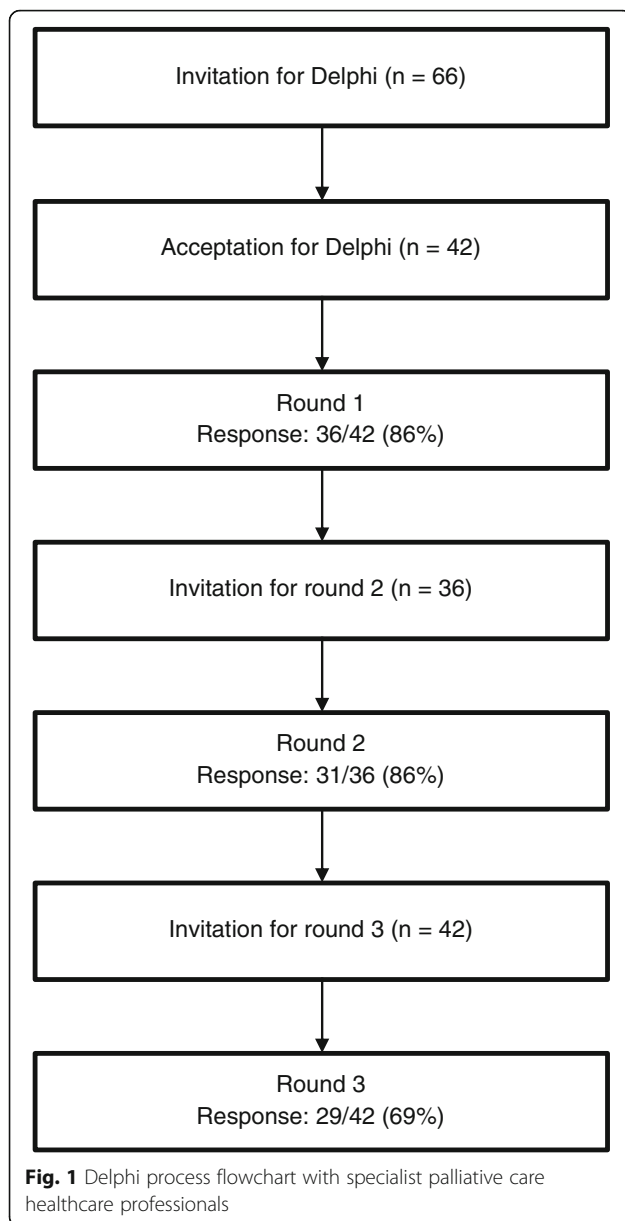 Invitation for Delphi (n = 66)
Acceptation for Delphi (n = 42)
Round 1
Response: 36/42 (86%)
Invitation for round 2 (n = 36)
Round 2
Response: 31/36 (86%)
Invitation for round 3 (n = 42)
Round 3
Response: 29/42 (69%)
Fig. 1 Delphi process flowchart with specialist palliative care
healthcare professionals